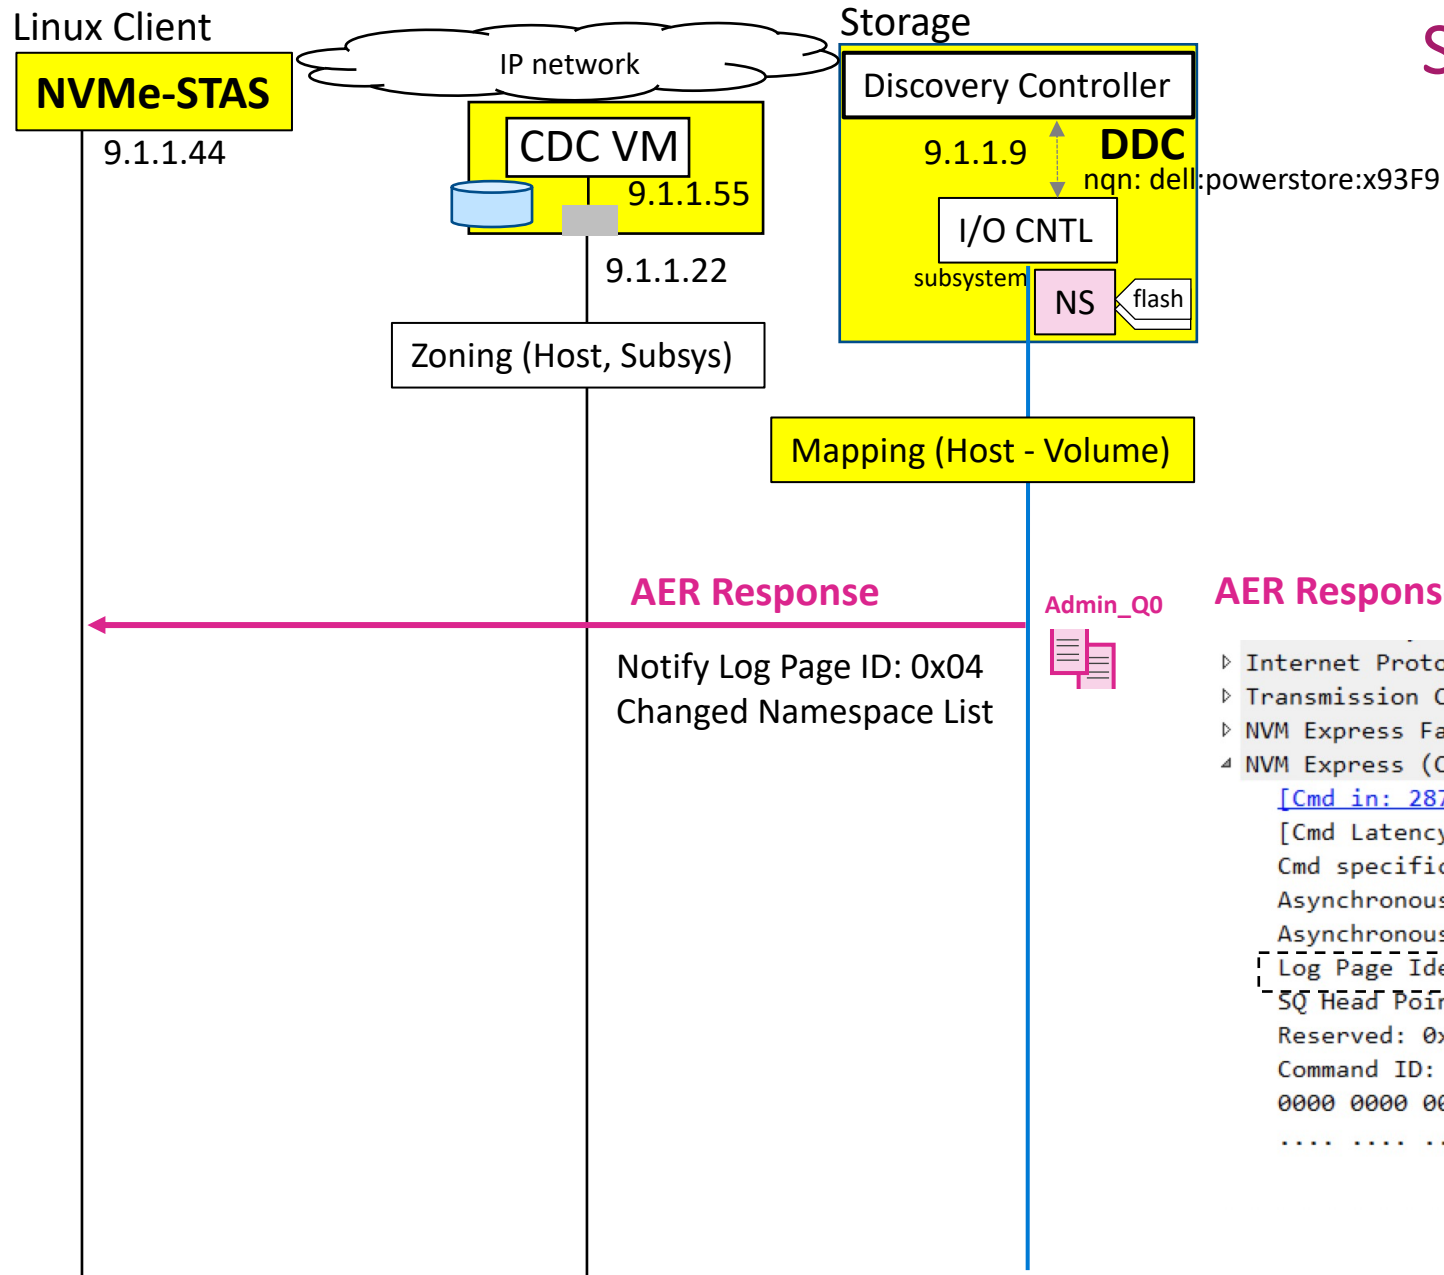 Linux Client
NVMe-STAS
9.1.1.44
IP network
CDC VM
9.1.1.55
9.1.1.22
Storage
Discovery Controller
9.1.1.9
DDC
nqn: dell:powerstore:x93F9
I/O CNTL
subsystem
NS
flash
S
Zoning (Host, Subsys)
Mapping (Host - Volume)
AER Response
Admin_Q0
Notify Log Page ID: 0x04
Changed Namespace List
AER Respons
Internet Proto
Transmission C
NVM Express Fa
NVM Express (C
[Cmd in: 287
[Cmd Latency
Cmd specific
Asynchronous
Asynchronous
Log Page Ide
SQ Head Poin
Reserved: 0x
Command ID:
0000 0000 00
.... .... ..